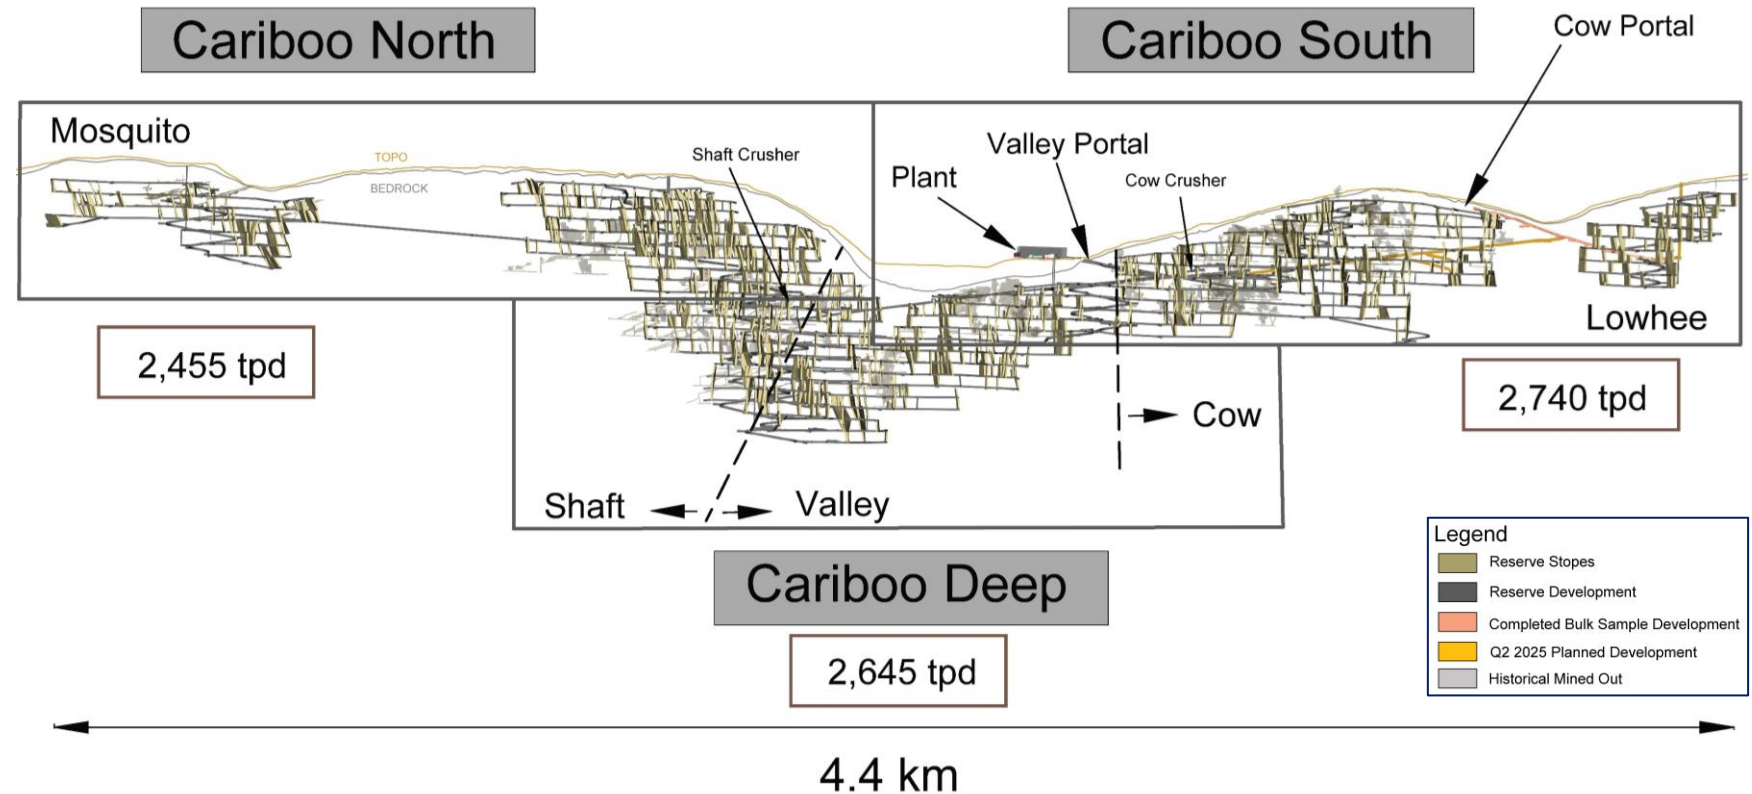 Cariboo North
Cariboo South
Cow Portal
Mosquito
TOPO
BEDROCK
Shaft Crusher
Plant
Valley Portal
Cow Crusher
Lowhee
2,455 tpd
2,740 tpd
Cow
Shaft
Valley
Cariboo Deep
2,645 tpd
Legend
Reserve Stopes
Reserve Development
Completed Bulk Sample Development
Q2 2025 Planned Development
Historical Mined Out
4.4 km